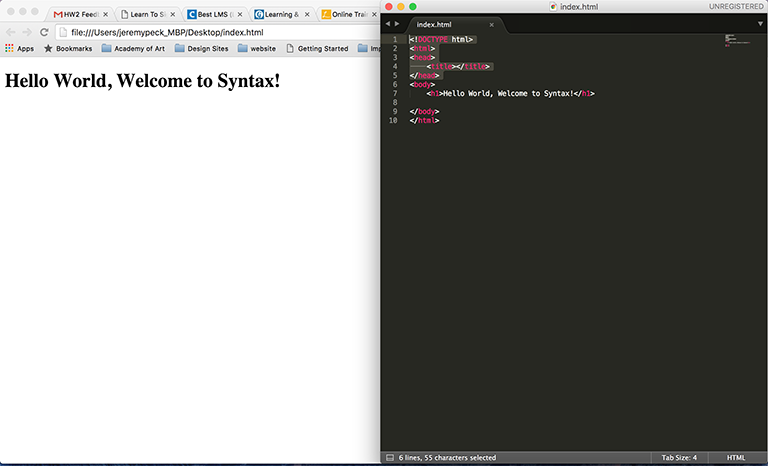 HW2 Feed
Learn To Si
Best LMS (
Learning &
Online Train
file:///Users/jeremypeck_MBP/Desktop/index.html
Apps Bookmarks Academy of Art Design Sites website Getting Started Imp
Hello World, Welcome to Syntax!
index.html
UNREGISTERED
index.html
1 <!DOCTYPE html>
2 <html>
3 <head>
4 <title></title>
5 </head>
6 <body>
7 <h1>Hello World, Welcome to Syntax!</h1>
8
9 </body>
10 </html>
6 lines, 55 characters selected
Tab Size: 4
HTML